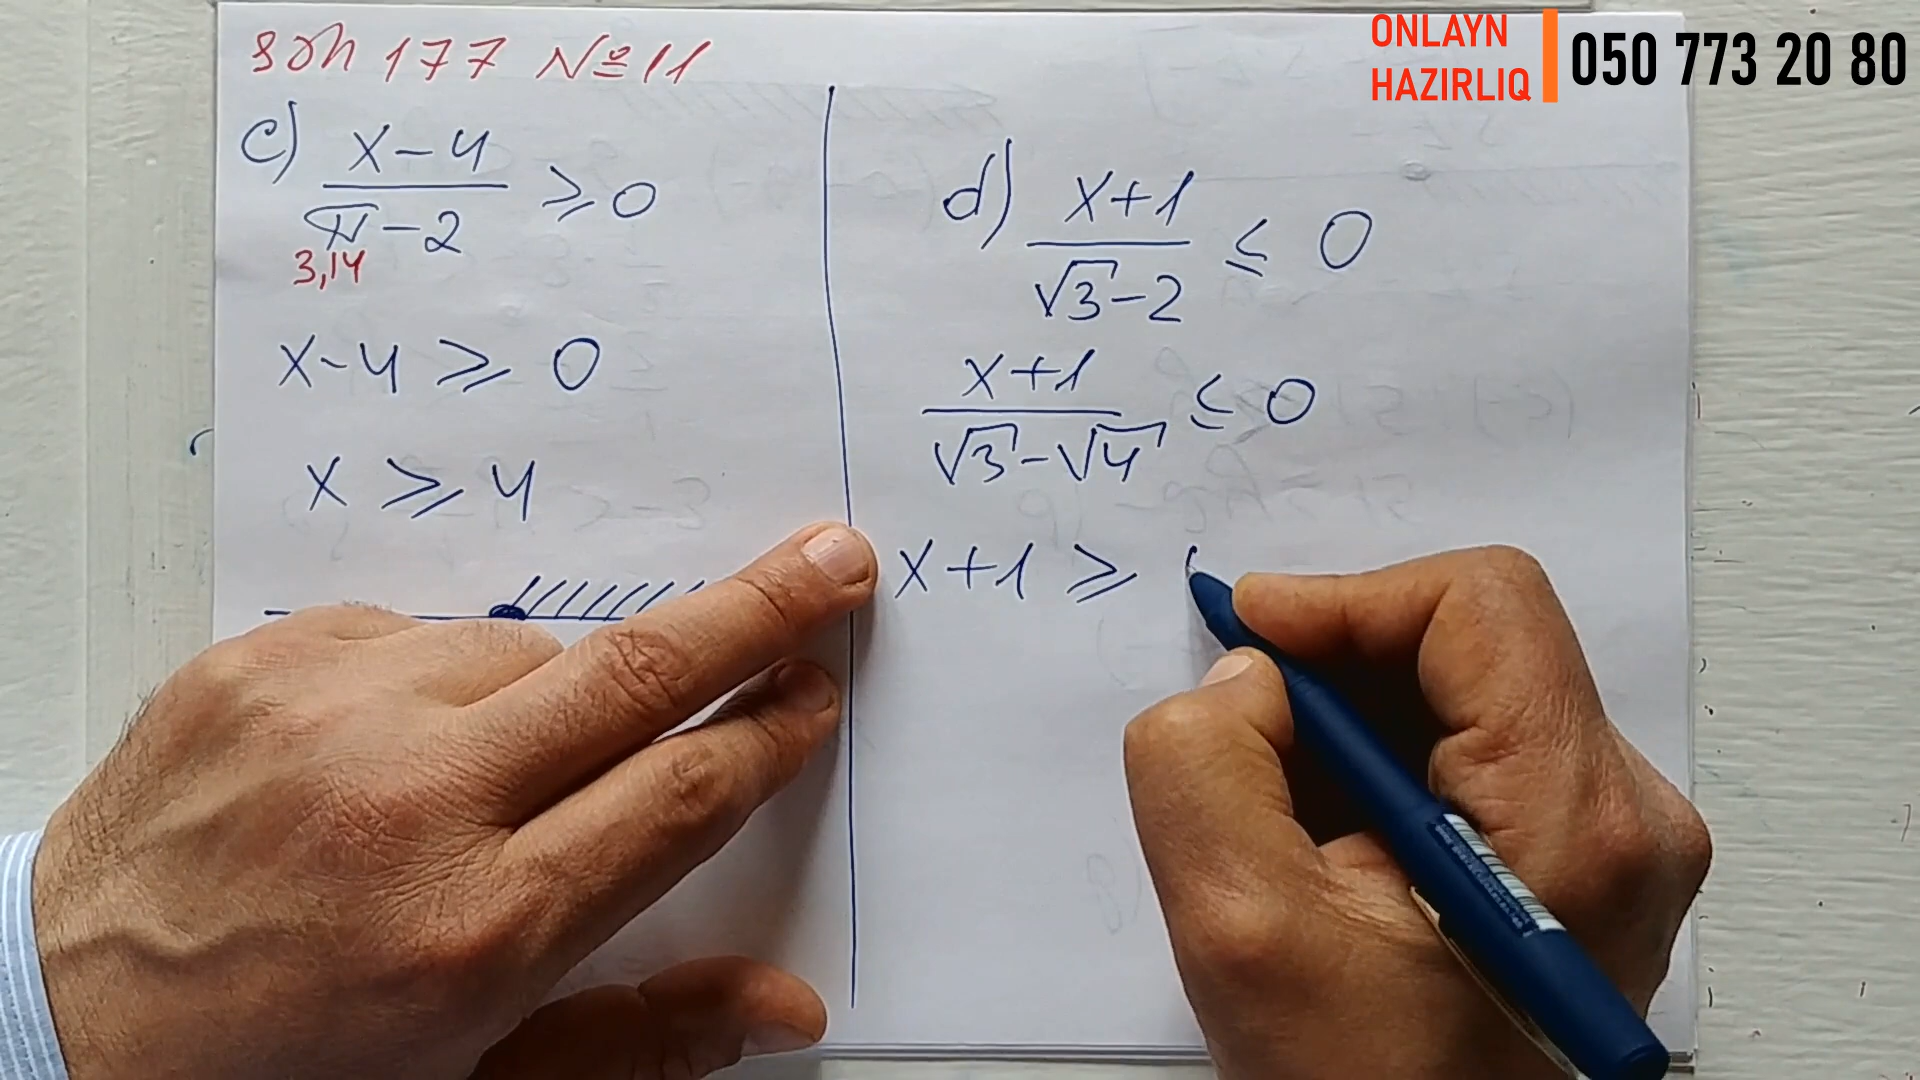 ONLAYN
HAZIRLIQ
050 773 20 80
səh 177 №11
c) x-4/π-2 ≥ 0
3,14
x-4 ≥ 0
x ≥ 4
d) x+1/√3-2 ≤ 0
x+1/√3-√4 ≤ 0
x+1 ≥